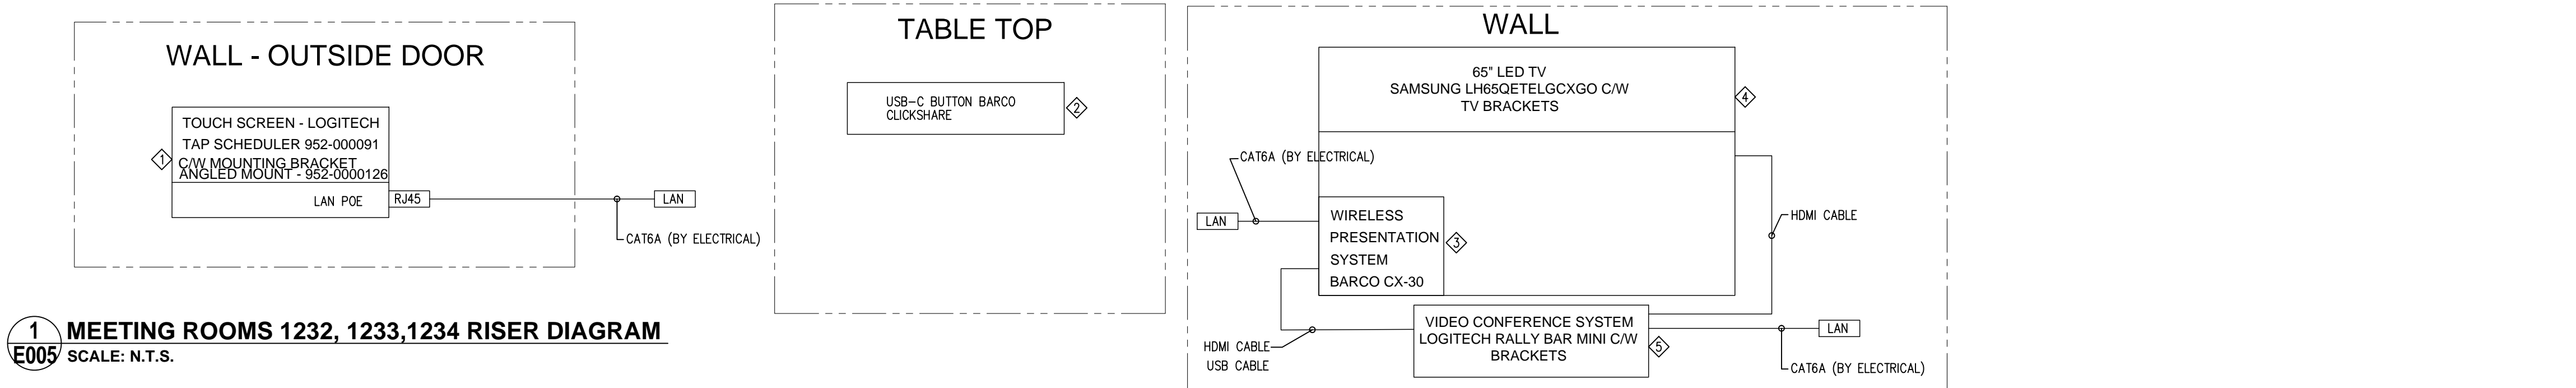 WALL - OUTSIDE DOOR
TOUCH SCREEN - LOGITECH
TAP SCHEDULER 952-000091
C/W MOUNTING BRACKET
ANGLED MOUNT - 952-0000126
1
LAN POE
RJ45
LAN
CAT6A (BY ELECTRICAL)
TABLE TOP
USB-C BUTTON BARCO
CLICKSHARE
2
WALL
65" LED TV
SAMSUNG LH65QETELGCXGO C/W
TV BRACKETS
4
CAT6A (BY ELECTRICAL)
LAN
WIRELESS
PRESENTATION
SYSTEM
BARCO CX-30
3
HDMI CABLE
VIDEO CONFERENCE SYSTEM
LOGITECH RALLY BAR MINI C/W
BRACKETS
5
HDMI CABLE
USB CABLE
LAN
CAT6A (BY ELECTRICAL)
1
E005
MEETING ROOMS 1232, 1233,1234 RISER DIAGRAM
SCALE: N.T.S.